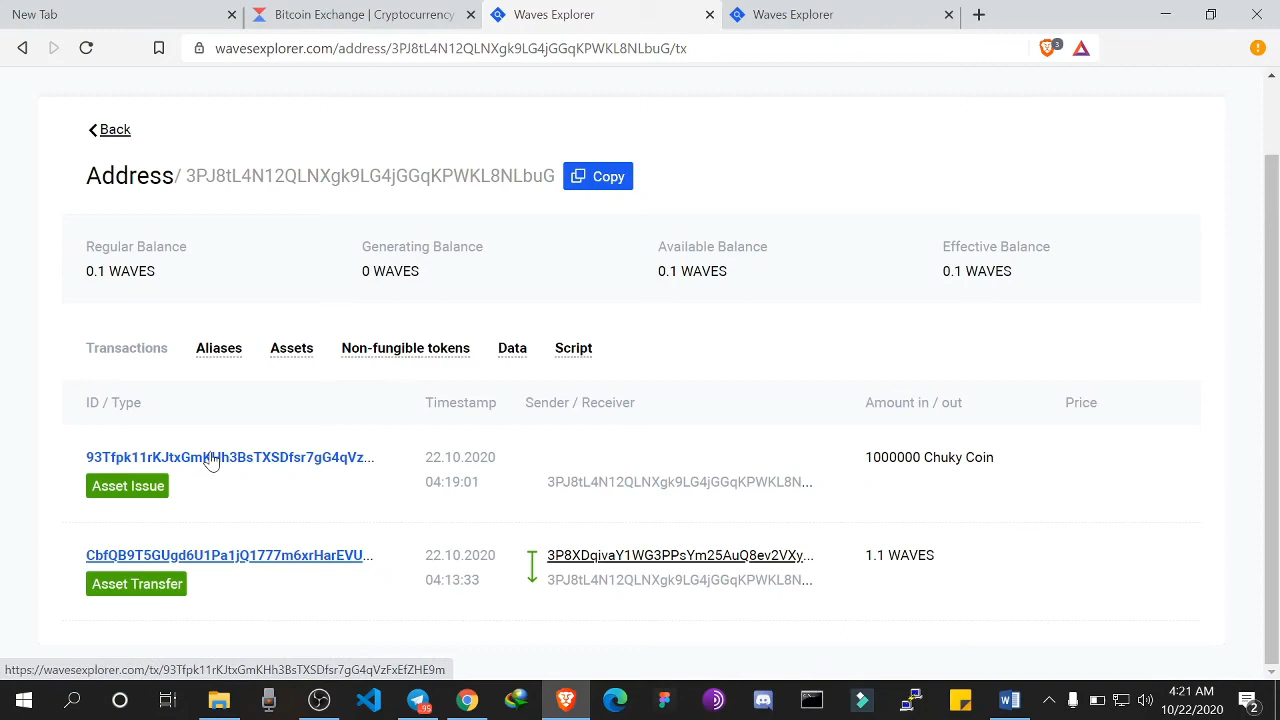 New Tab
Bitcoin Exchange | Cryptocurrency
Waves Explorer
Waves Explorer
wavesexplorer.com/address/3PJ8tL4N12QLNXgk9LG4jGGqKPWKL8NLbuG/tx
3
Back
Address/ 3PJ8tL4N12QLNXgk9LG4jGGqKPWKL8NLbuG
Copy
Regular Balance Generating Balance Available Balance Effective Balance
0.1 WAVES 0 WAVES 0.1 WAVES 0.1 WAVES
Transactions Aliases Assets Non-fungible tokens Data Script
ID / Type Timestamp Sender / Receiver Amount in / out Price
93Tfpk11rKJtxGmKHh3BsTXSDfsr7gG4qVz... 22.10.2020 1000000 Chuky Coin
Asset Issue 04:19:01 3PJ8tL4N12QLNXgk9LG4jGGqKPWKL8N...
CbfQB9T5GUgd6U1Pa1jQ1777m6xrHarEVU... 22.10.2020 3P8XDqivaY1WG3PPsYm25AuQ8ev2VXy... 1.1 WAVES
Asset Transfer 04:13:33 3PJ8tL4N12QLNXgk9LG4jGGqKPWKL8N...
https://wavesexplorer.com/tx/93Tfpk11rKJtxGmKHh3BsTXSDfsr7gG4qVzFxEfZHE9m
95
4:21 AM
10/22/2020
2